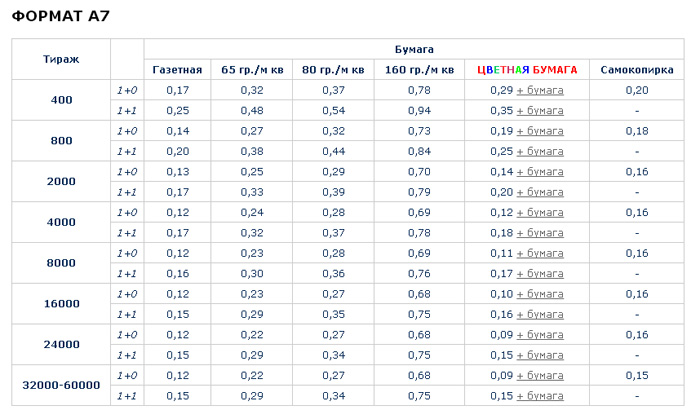 ФОРМАТ А7
Тираж Бумага
Газетная 65 гр./м кв 80 гр./м кв 160 гр./м кв ЦВЕТНАЯ БУМАГА Самокопирка
400 1+0 0,17 0,32 0,37 0,78 0,29 + бумага 0,20
1+1 0,25 0,48 0,54 0,94 0,35 + бумага -
800 1+0 0,14 0,27 0,32 0,73 0,19 + бумага 0,18
1+1 0,20 0,38 0,44 0,84 0,25 + бумага -
2000 1+0 0,13 0,25 0,29 0,70 0,14 + бумага 0,16
1+1 0,17 0,33 0,39 0,79 0,20 + бумага -
4000 1+0 0,12 0,24 0,28 0,69 0,12 + бумага 0,16
1+1 0,17 0,32 0,37 0,78 0,18 + бумага -
8000 1+0 0,12 0,23 0,28 0,69 0,11 + бумага 0,16
1+1 0,16 0,30 0,36 0,76 0,17 + бумага -
16000 1+0 0,12 0,23 0,27 0,68 0,10 + бумага 0,16
1+1 0,15 0,29 0,35 0,75 0,16 + бумага -
24000 1+0 0,12 0,22 0,27 0,68 0,09 + бумага 0,16
1+1 0,15 0,29 0,34 0,75 0,15 + бумага -
32000-60000 1+0 0,12 0,22 0,27 0,68 0,09 + бумага 0,15
1+1 0,15 0,29 0,34 0,75 0,15 + бумага -